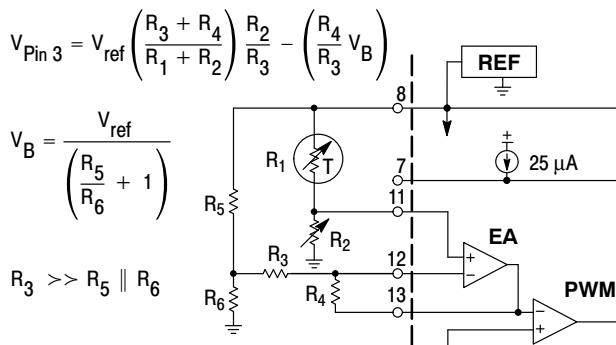 V_Pin 3 = V_ref ((R_3 + R_4) / (R_1 + R_2)) R_2 / R_3 − (R_4 / R_3 V_B)
V_B = V_ref / (R_5 / R_6 + 1)
R_3 >> R_5 ∥ R_6
REF
8
R_1
T
7
25 μA
11
R_5
R_2
EA
+
−
R_3
12
R_4
13
R_6
PWM
−
+